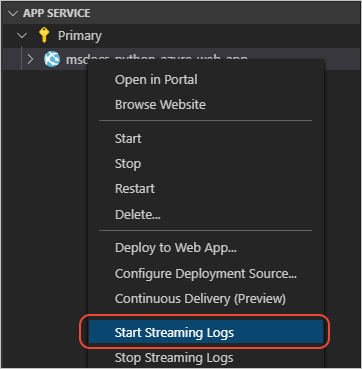 APP SERVICE
Primary
msdocs-python-azure-web-app
Open in Portal
Browse Website
Start
Stop
Restart
Delete...
Deploy to Web App...
Configure Deployment Source...
Continuous Delivery (Preview)
Start Streaming Logs
Stop Streaming Logs